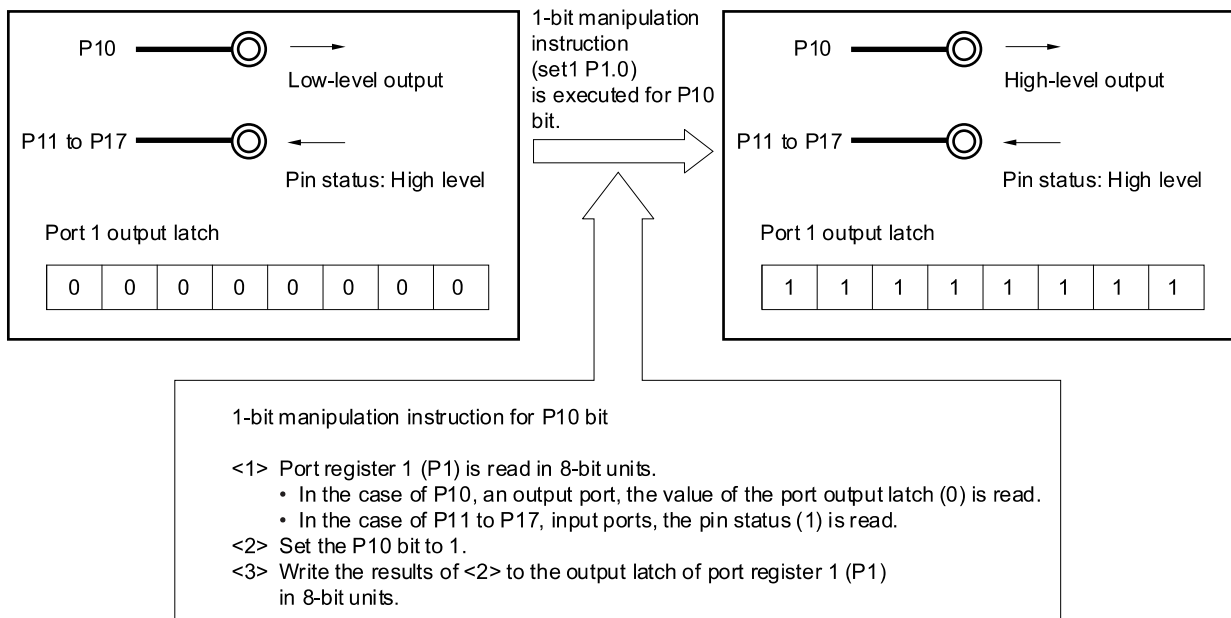 P10
Low-level output
P11 to P17
Pin status: High level
Port 1 output latch
0 0 0 0 0 0 0 0
1-bit manipulation
instruction
(set1 P1.0)
is executed for P10
bit.
P10
High-level output
P11 to P17
Pin status: High level
Port 1 output latch
1 1 1 1 1 1 1 1
1-bit manipulation instruction for P10 bit
<1> Port register 1 (P1) is read in 8-bit units.
• In the case of P10, an output port, the value of the port output latch (0) is read.
• In the case of P11 to P17, input ports, the pin status (1) is read.
<2> Set the P10 bit to 1.
<3> Write the results of <2> to the output latch of port register 1 (P1)
in 8-bit units.